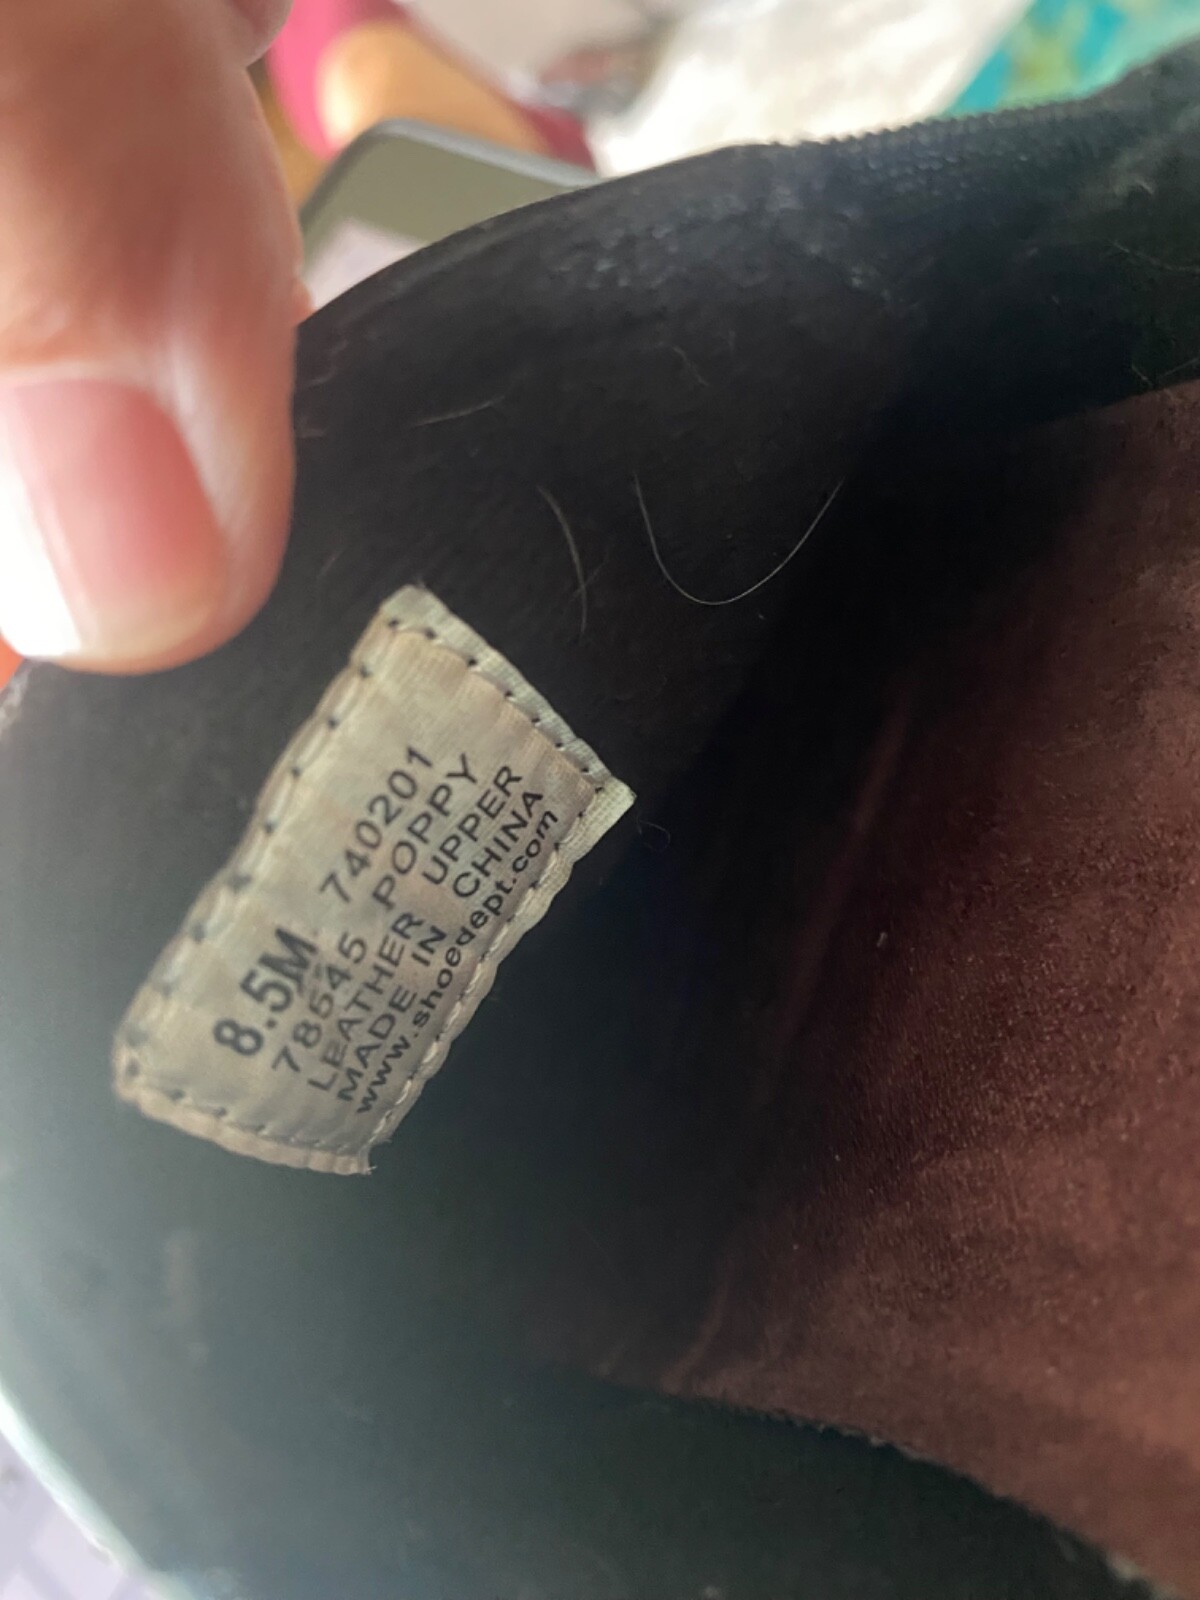 8.5M 740201
78545 POPPY
LEATHER UPPER
MADE IN CHINA
www.shoedept.com